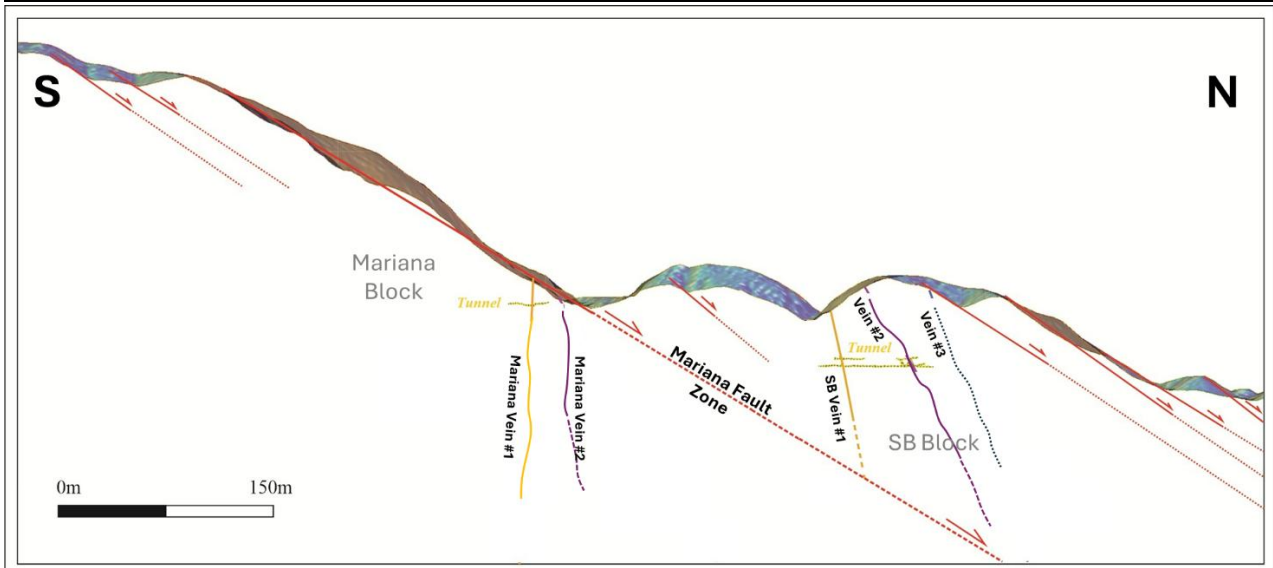 S
N
Mariana
Block
Tunnel
Mariana Vein #1
Mariana Vein #2
Mariana Fault
Zone
Vein #2
Vein #3
Tunnel
SB Vein #1
SB Block
0m
150m